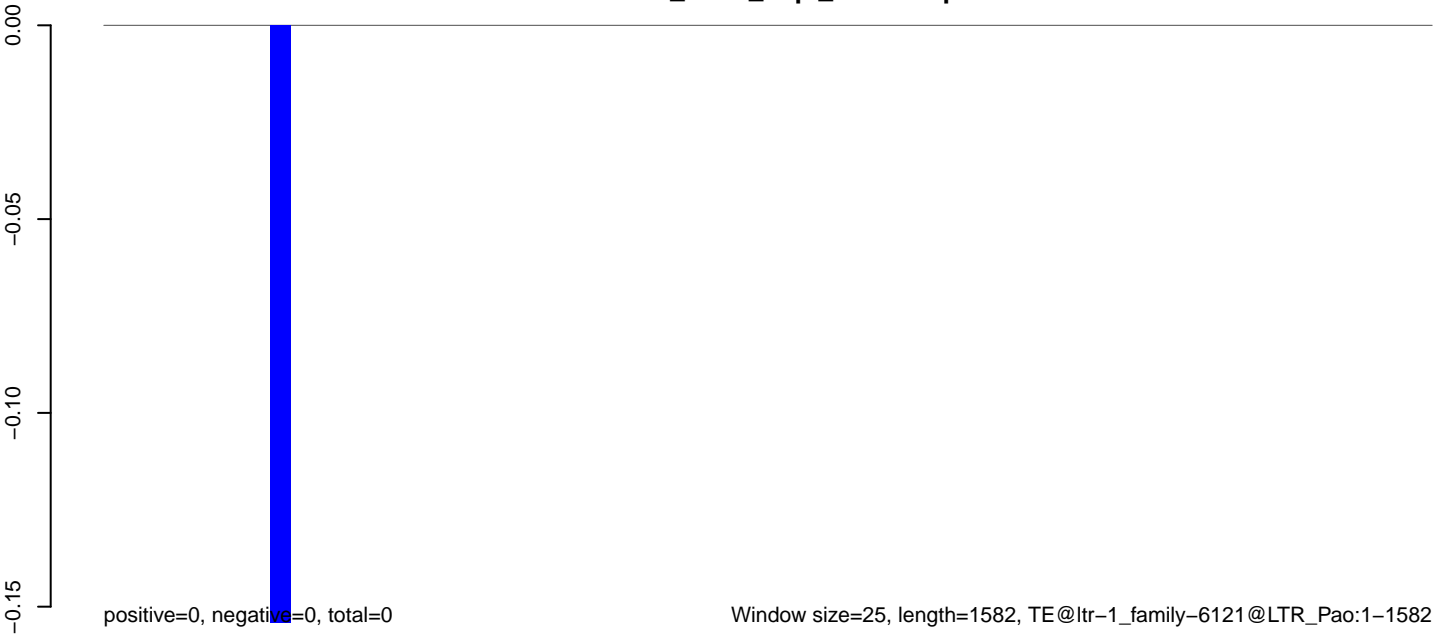 0.00
−0.05
−0.10
−0.15
positive=0, negative=0, total=0
Window size=25, length=1582, TE@ltr−1_family−6121@LTR_Pao:1−1582